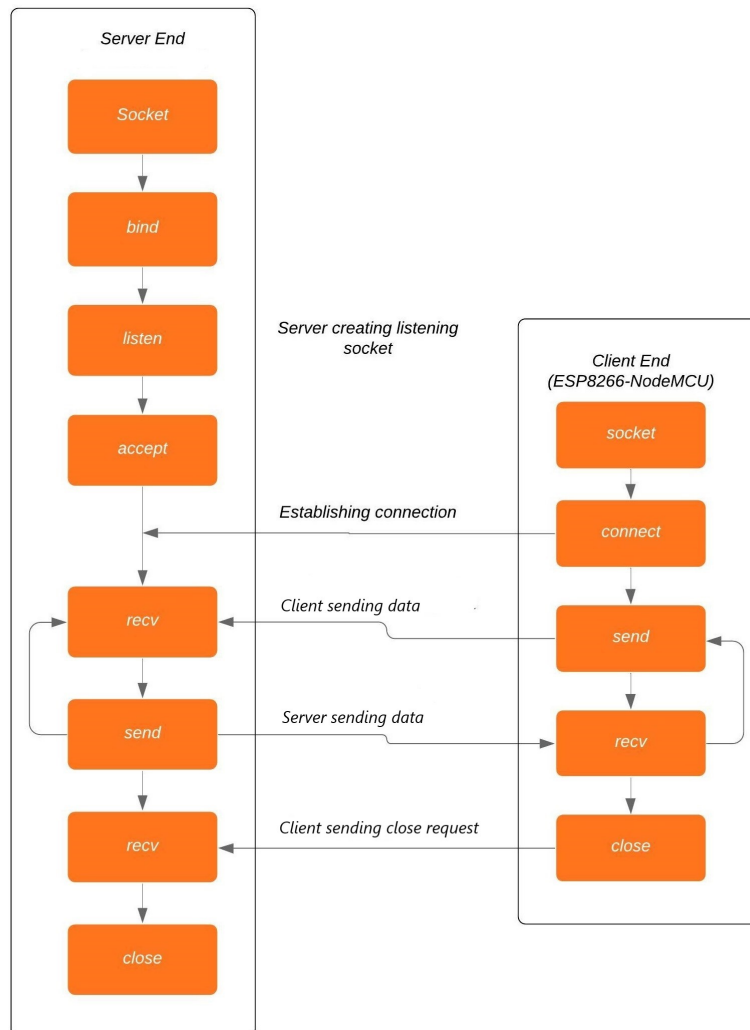 Server End
Socket
bind
listen
accept
recv
send
recv
close
Server creating listening
socket
Establishing connection
Client sending data
Server sending data
Client sending close request
Client End
(ESP8266-NodeMCU)
socket
connect
send
recv
close